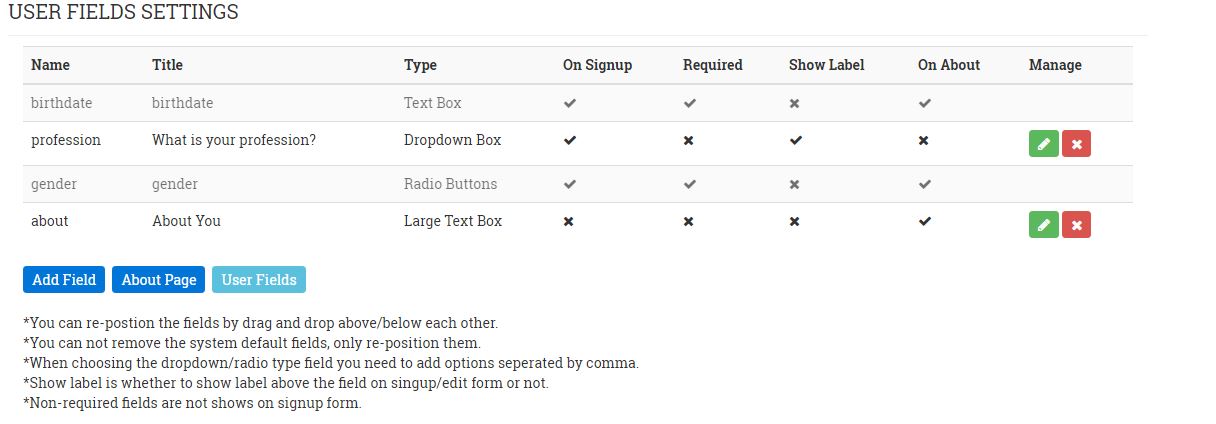 USER FIELDS SETTINGS
Name Title Type On Signup Required Show Label On About Manage
birthdate birthdate Text Box
profession What is your profession? Dropdown Box
gender gender Radio Buttons
about About You Large Text Box
Add Field About Page User Fields
*You can re-postion the fields by drag and drop above/below each other.
*You can not remove the system default fields, only re-position them.
*When choosing the dropdown/radio type field you need to add options seperated by comma.
*Show label is whether to show label above the field on singup/edit form or not.
*Non-required fields are not shows on signup form.